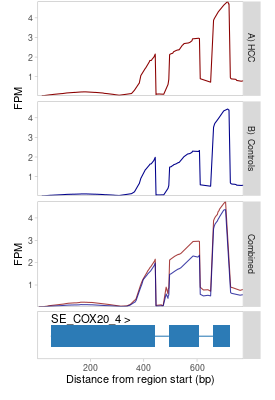 4
3
2
1
A) HCC
FPM
4
3
2
1
B) Controls
4
3
2
1
Combined
FPM
SE_COX20_4 >
200 400 600
Distance from region start (bp)